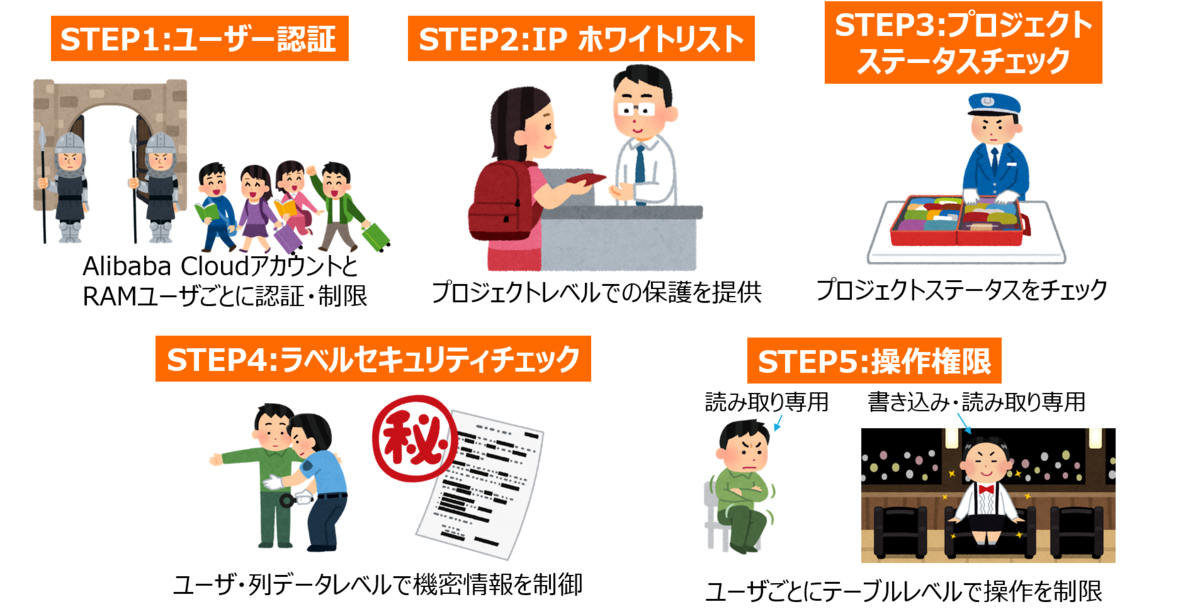 STEP1:ユーザー認証
Alibaba Cloudアカウントと
RAMユーザごとに認証・制限
STEP2:IP ホワイトリスト
プロジェクトレベルでの保護を提供
STEP3:プロジェクト
ステータスチェック
プロジェクトステータスをチェック
STEP4:ラベルセキュリティチェック
秘
ユーザ・列データレベルで機密情報を制御
STEP5:操作権限
読み取り専用
書き込み・読み取り専用
ユーザごとにテーブルレベルで操作を制限